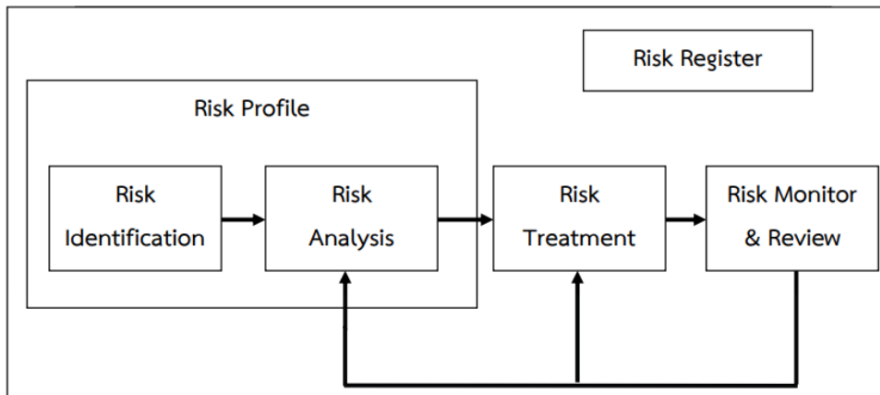 Risk Register
Risk Profile
Risk
Identification
Risk
Analysis
Risk
Treatment
Risk Monitor
& Review